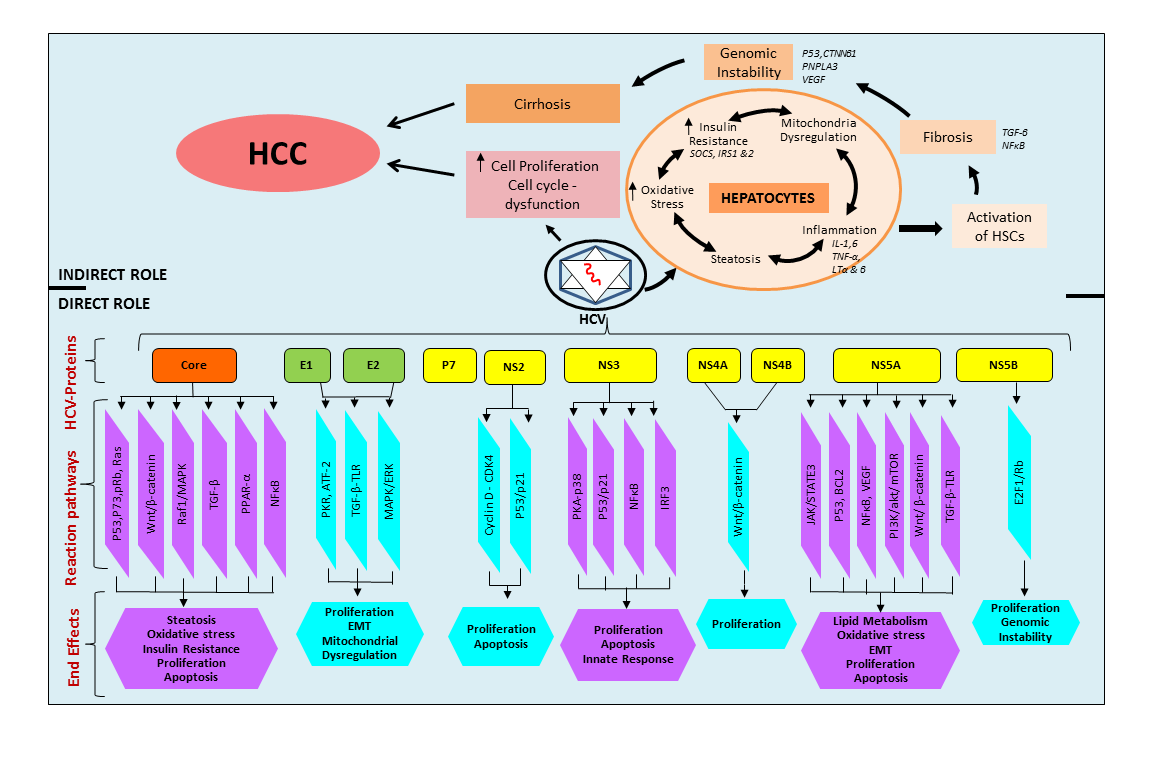 Genomic
Instability
P53,CTNNB1
PNPLA3
VEGF
Cirrhosis
HCC
Cell Proliferation
Cell cycle -
dysfunction
Insulin
Resistance
SOCS, IRS1 &2
Mitochondria
Dysregulation
Oxidative
Stress
HEPATOCYTES
Steatosis
Inflammation
IL-1,6
TNF-α,
LTα & β
Fibrosis
TGF-β
NFκB
Activation
of HSCs
INDIRECT ROLE
DIRECT ROLE
HCV
HCV-Proteins
Core
E1
E2
P7
NS2
NS3
NS4A
NS4B
NS5A
NS5B
Reaction pathways
P53,P73,pRb, Ras
Wnt/β-catenin
Raf1/MAPK
TGF-β
PPAR-α
NFκB
PKR, ATF-2
TGF-β-TLR
MAPK/ERK
Cyclin D - CDK4
P53/p21
PKA-p38
P53/p21
NFκB
IRF3
Wnt/β-catenin
JAK/STATE3
P53, BCL2
NFκB, VEGF
PI3K/akt/ mTOR
Wnt/ β-catenin
TGF-β-TLR
E2F1/Rb
End Effects
Steatosis
Oxidative stress
Insulin Resistance
Proliferation
Apoptosis
Proliferation
EMT
Mitochondrial
Dysregulation
Proliferation
Apoptosis
Proliferation
Apoptosis
Innate Response
Proliferation
Lipid Metabolism
Oxidative stress
EMT
Proliferation
Apoptosis
Proliferation
Genomic
Instability